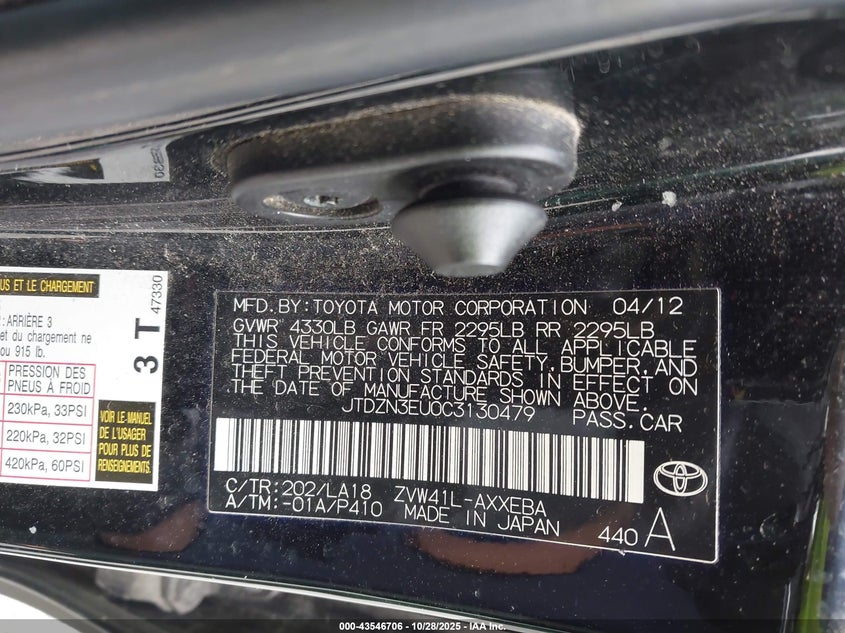 US ET LE CHARGEMENT
: ARRIÈRE 3
et du chargement ne
ou 915 lb.
PRESSION DES
PNEUS À FROID
230kPa, 33PSI
220kPa, 32PSI
420kPa, 60PSI
VOIR LE MANUEL
DE L'USAGER
POUR PLUS DE
RENSEIGNEMENTS.
3 T
47330
MFD.BY:TOYOTA MOTOR CORPORATION 04/12
GVWR 4330LB GAWR FR 2295LB RR 2295LB
THIS VEHICLE CONFORMS TO ALL APPLICABLE
FEDERAL MOTOR VEHICLE SAFETY,BUMPER,AND
THEFT PREVENTION STANDARDS IN EFFECT ON
THE DATE OF MANUFACTURE SHOWN ABOVE.
JTDZN3EU0C3130479 PASS.CAR
C/TR:202/LA18 ZVW41L-AXXEBA
A/TM:-01A/P410 MADE IN JAPAN
440 A
000-43546706 - 10/28/2025 - IAA Inc.